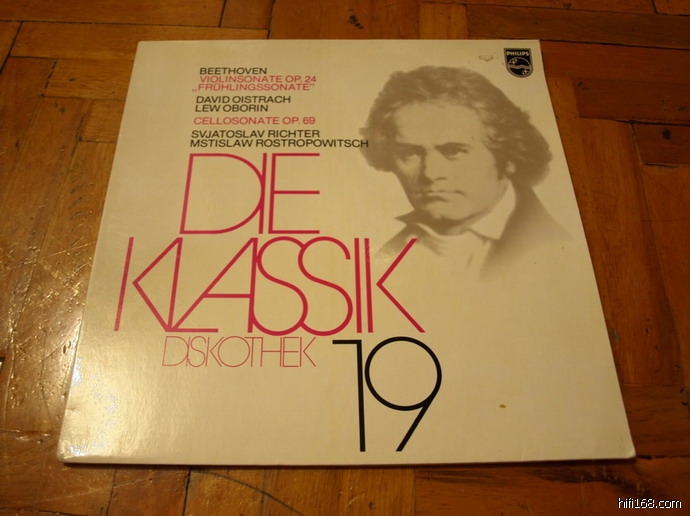 PHILIPS
BEETHOVEN
VIOLINSONATE OP. 24
„FRÜHLINGSSONATE"
DAVID OISTRACH
LEW OBORIN
CELLOSONATE OP. 69
SVJATOSLAV RICHTER
MSTISLAW ROSTROPOWITSCH
DIE
KLASSIK
DISKOTHEK 19
hifi168.com